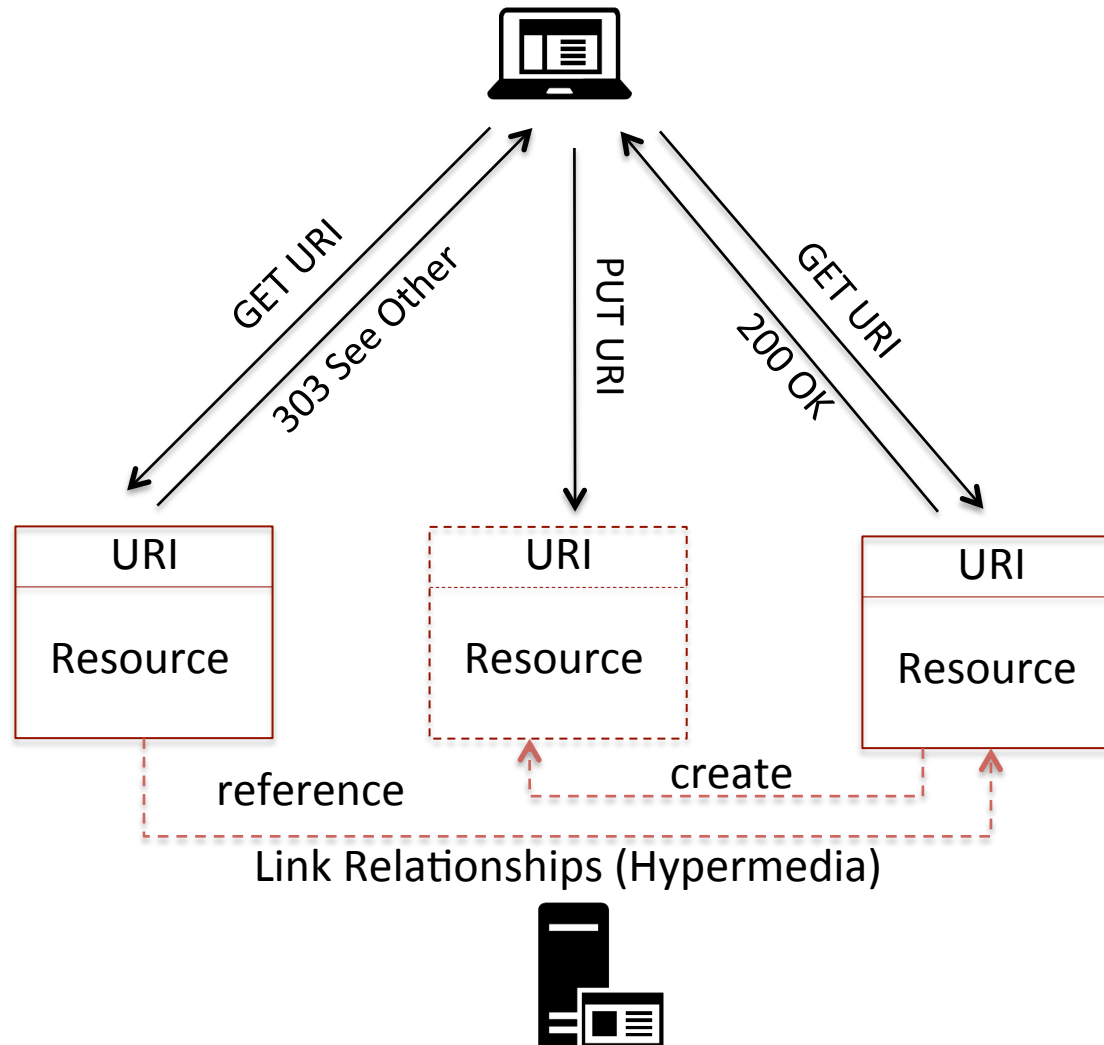 GET URI
303 See Other
PUT URI
200 OK
GET URI
URI
Resource
URI
Resource
URI
Resource
reference
create
Link Relationships (Hypermedia)